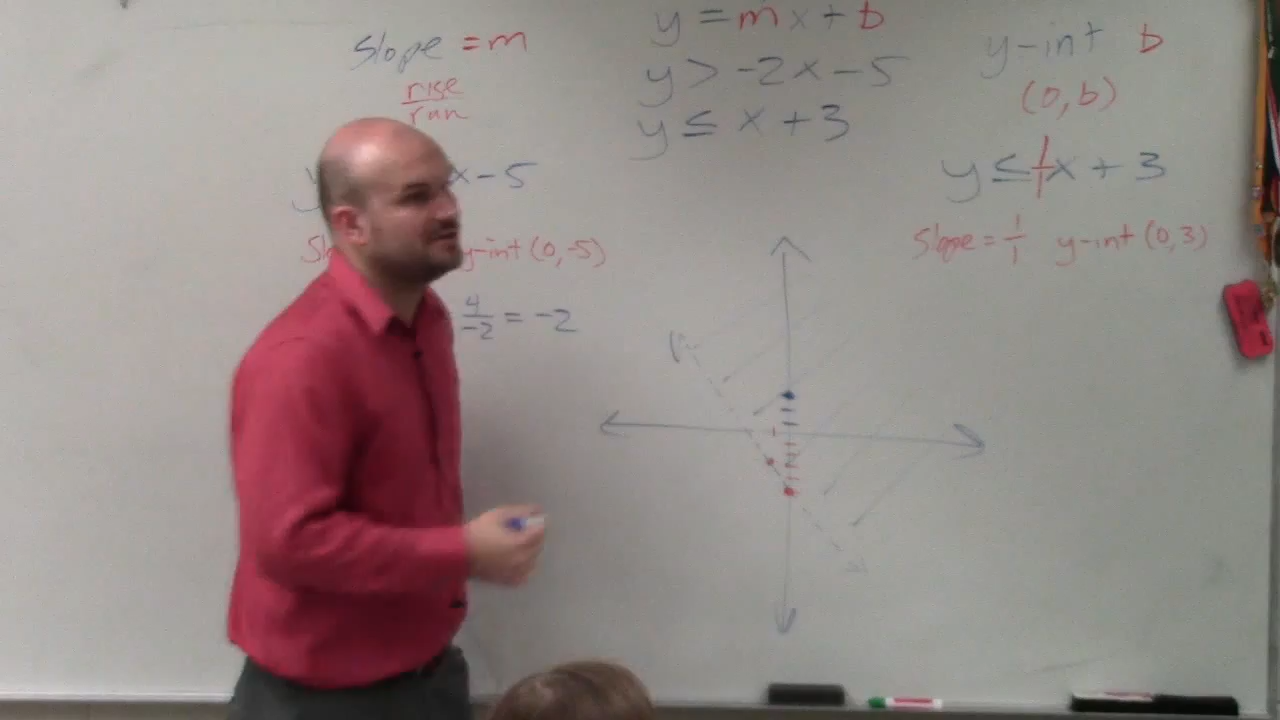 y = mx + b
y > -2x - 5
y ≤ x + 3
Slope = m
rise
run
x - 5
y-int (0, -5)
4/-2 = -2
y-int b
(0, b)
y ≤ 1/1 x + 3
Slope = 1/1 y-int (0, 3)